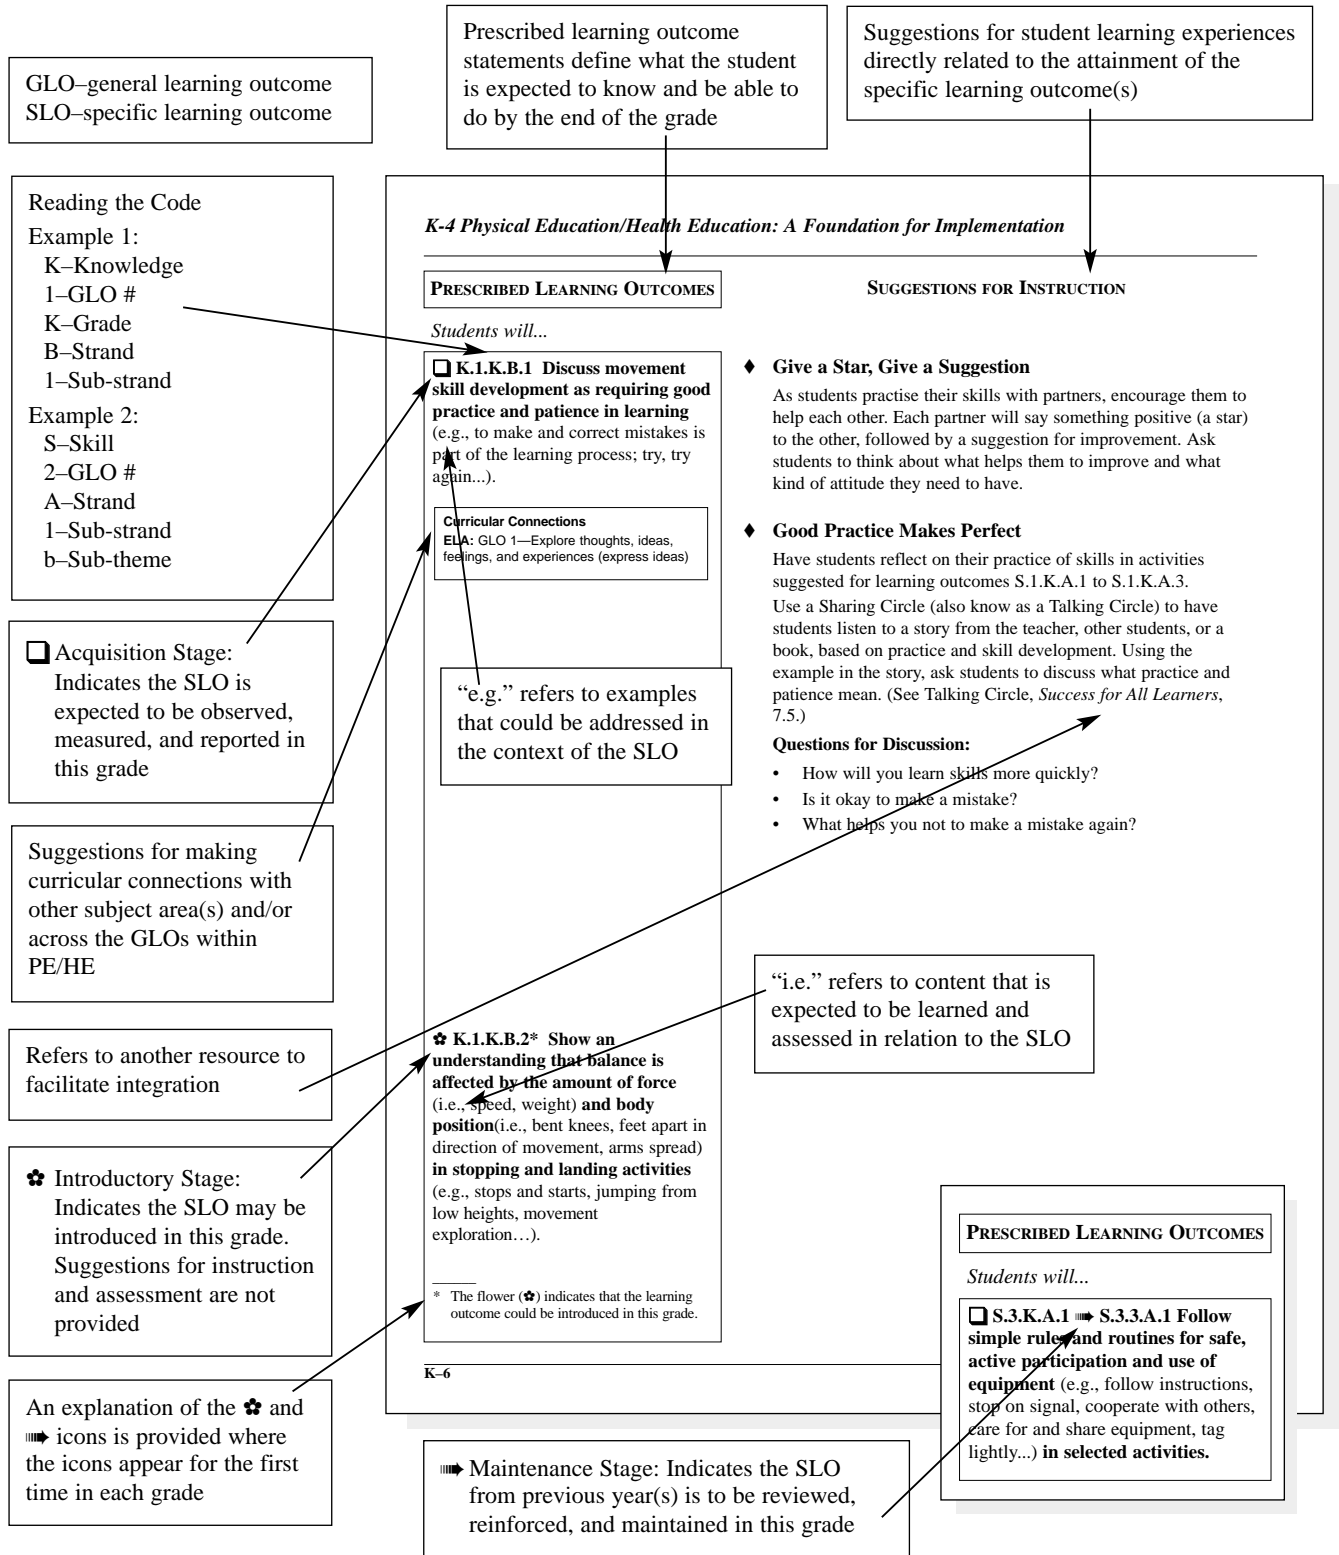 Prescribed learning outcome
statements define what the student
is expected to know and be able to
do by the end of the grade
Suggestions for student learning experiences
directly related to the attainment of the
specific learning outcome(s)
GLO–general learning outcome
SLO–specific learning outcome
Reading the Code
Example 1:
K–Knowledge
1–GLO #
K–Grade
B–Strand
1–Sub-strand
Example 2:
S–Skill
2–GLO #
A–Strand
1–Sub-strand
b–Sub-theme
❑ Acquisition Stage:
Indicates the SLO is
expected to be observed,
measured, and reported in
this grade
Suggestions for making
curricular connections with
other subject area(s) and/or
across the GLOs within
PE/HE
Refers to another resource to
facilitate integration
✿ Introductory Stage:
Indicates the SLO may be
introduced in this grade.
Suggestions for instruction
and assessment are not
provided
An explanation of the ✿ and
➠ icons is provided where
the icons appear for the first
time in each grade
K-4 Physical Education/Health Education: A Foundation for Implementation
PRESCRIBED LEARNING OUTCOMES
Students will...
❑ K.1.K.B.1 Discuss movement
skill development as requiring good
practice and patience in learning
(e.g., to make and correct mistakes is
part of the learning process; try, try
again...).
Curricular Connections
ELA: GLO 1—Explore thoughts, ideas,
feelings, and experiences (express ideas)
“e.g.” refers to examples
that could be addressed in
the context of the SLO
✿ K.1.K.B.2* Show an
understanding that balance is
affected by the amount of force
(i.e., speed, weight) and body
position(i.e., bent knees, feet apart in
direction of movement, arms spread)
in stopping and landing activities
(e.g., stops and starts, jumping from
low heights, movement
exploration…).
* The flower (✿) indicates that the learning
outcome could be introduced in this grade.
K–6
SUGGESTIONS FOR INSTRUCTION
♦ Give a Star, Give a Suggestion
As students practise their skills with partners, encourage them to
help each other. Each partner will say something positive (a star)
to the other, followed by a suggestion for improvement. Ask
students to think about what helps them to improve and what
kind of attitude they need to have.
♦ Good Practice Makes Perfect
Have students reflect on their practice of skills in activities
suggested for learning outcomes S.1.K.A.1 to S.1.K.A.3.
Use a Sharing Circle (also know as a Talking Circle) to have
students listen to a story from the teacher, other students, or a
book, based on practice and skill development. Using the
example in the story, ask students to discuss what practice and
patience mean. (See Talking Circle, Success for All Learners,
7.5.)
Questions for Discussion:
• How will you learn skills more quickly?
• Is it okay to make a mistake?
• What helps you not to make a mistake again?
“i.e.” refers to content that is
expected to be learned and
assessed in relation to the SLO
PRESCRIBED LEARNING OUTCOMES
Students will...
❑ S.3.K.A.1 ➠ S.3.3.A.1 Follow
simple rules and routines for safe,
active participation and use of
equipment (e.g., follow instructions,
stop on signal, cooperate with others,
care for and share equipment, tag
lightly...) in selected activities.
➠ Maintenance Stage: Indicates the SLO
from previous year(s) is to be reviewed,
reinforced, and maintained in this grade